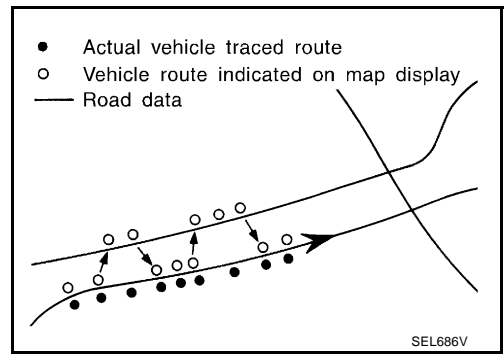 Actual vehicle traced route
Vehicle route indicated on map display
Road data
SEL686V